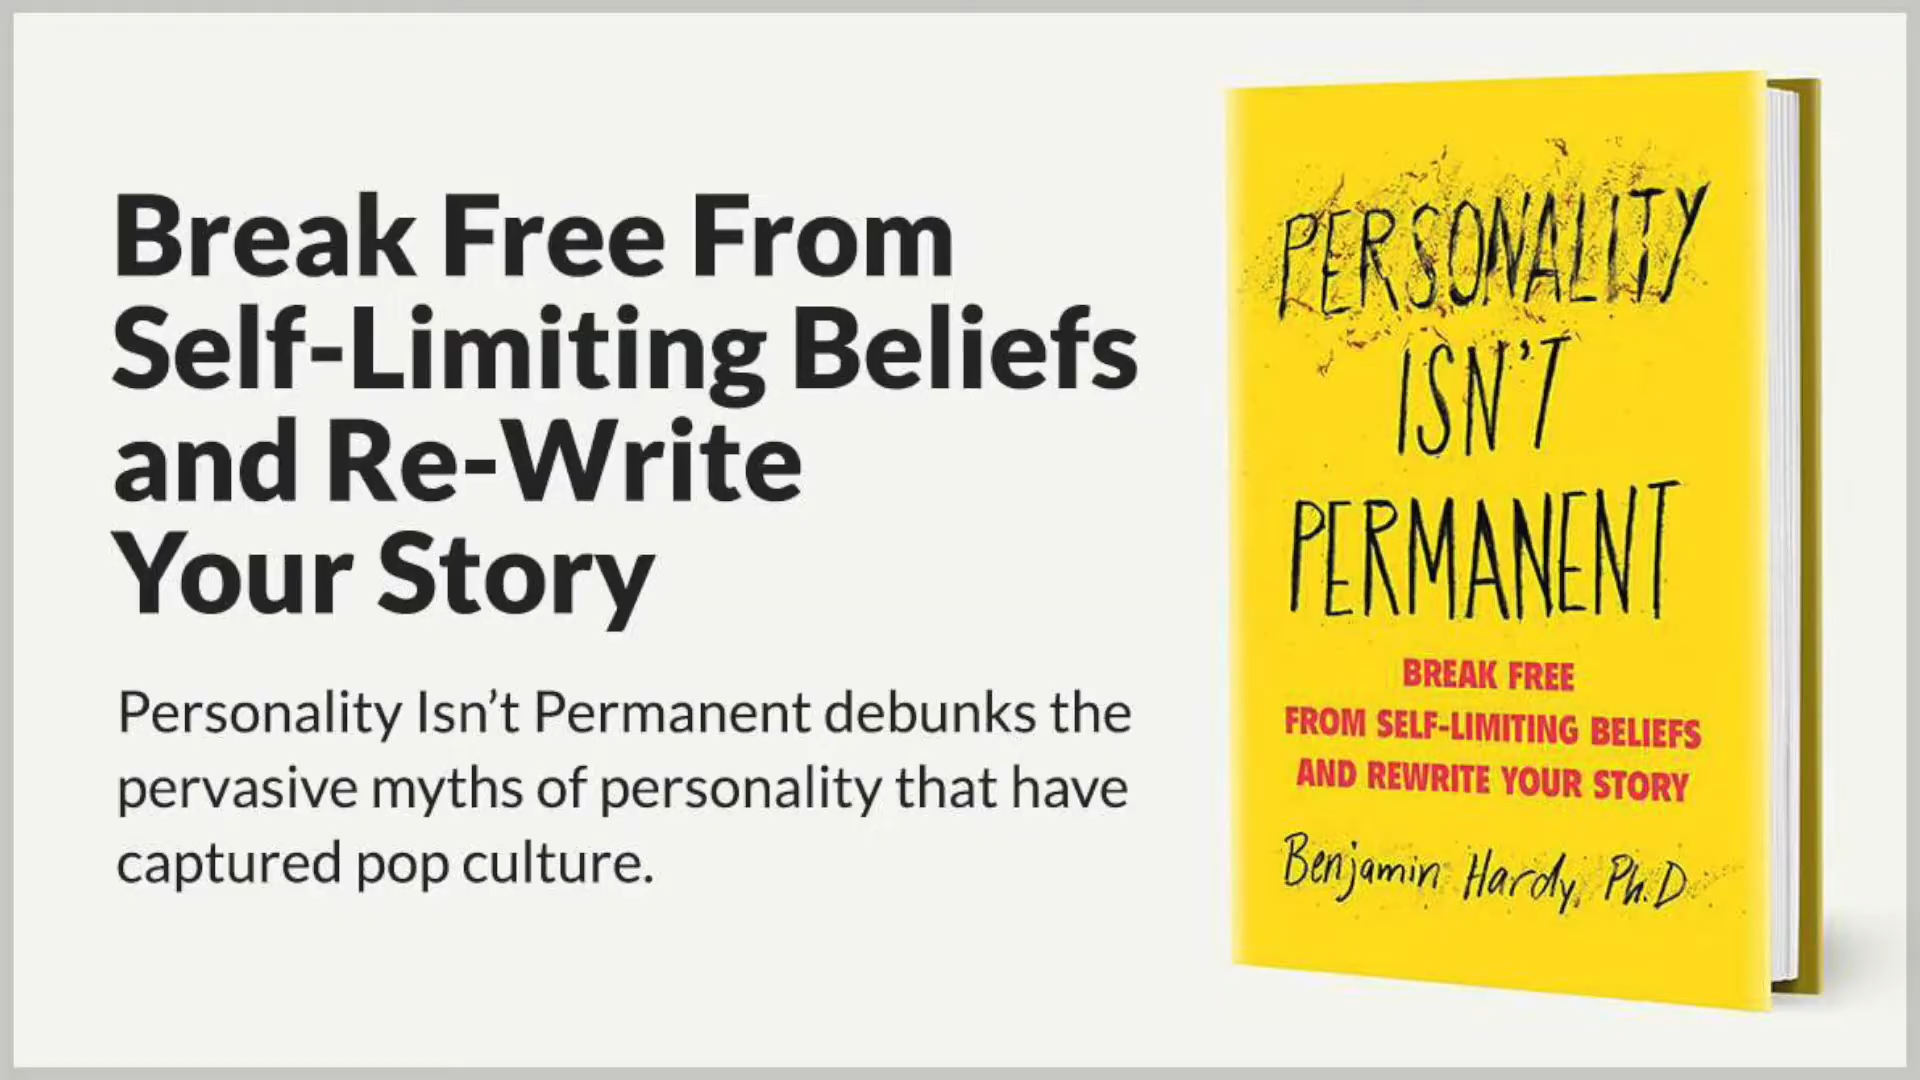 Break Free From
Self-Limiting Beliefs
and Re-Write
Your Story
Personality Isn’t Permanent debunks the
pervasive myths of personality that have
captured pop culture.
PERSONALITY
ISN'T
PERMANENT
BREAK FREE
FROM SELF-LIMITING BELIEFS
AND REWRITE YOUR STORY
Benjamin Hardy, Ph.D